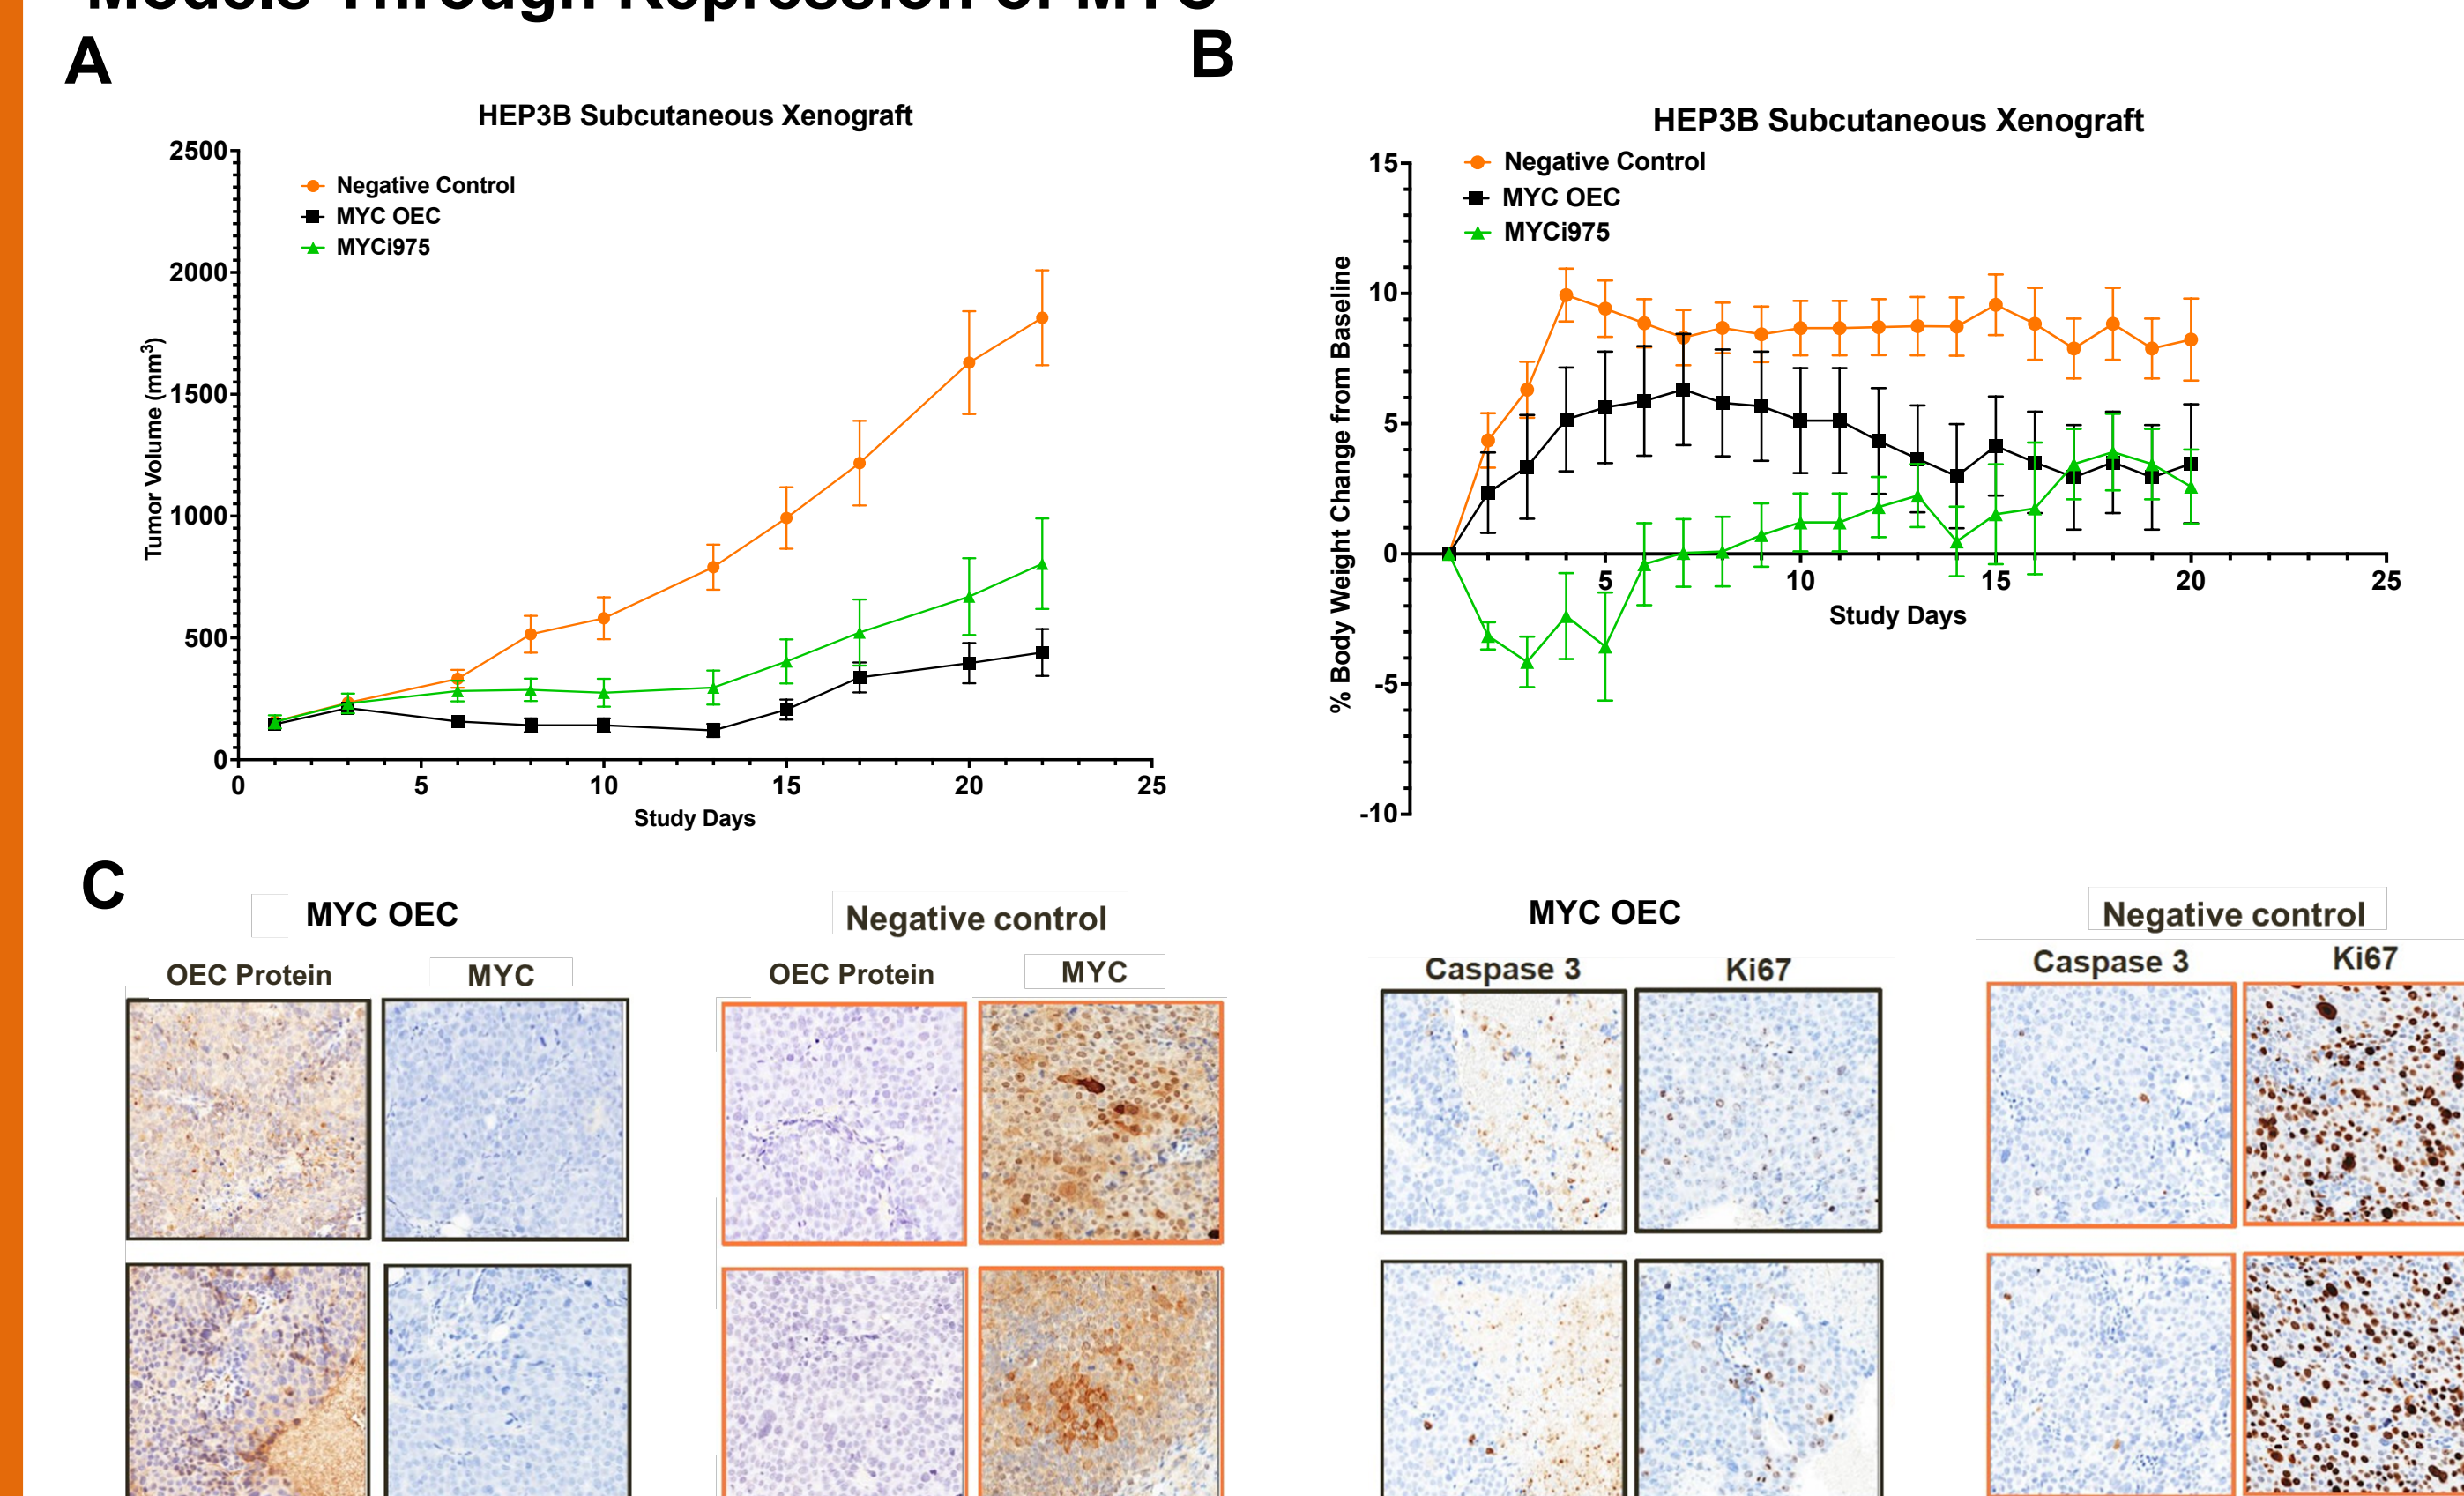 Models Through Repression of MYC
A
HEP3B Subcutaneous Xenograft
2500
2000
1500
1000
500
0
Tumor Volume (mm³)
Negative Control
MYC OEC
MYCi975
0 5 10 15 20 25
Study Days
B
HEP3B Subcutaneous Xenograft
15
10
5
0
-5
-10
% Body Weight Change from Baseline
Negative Control
MYC OEC
MYCi975
5 10 15 20 25
Study Days
C
MYC OEC
OEC Protein MYC
Negative control
OEC Protein MYC
MYC OEC
Caspase 3 Ki67
Negative control
Caspase 3 Ki67